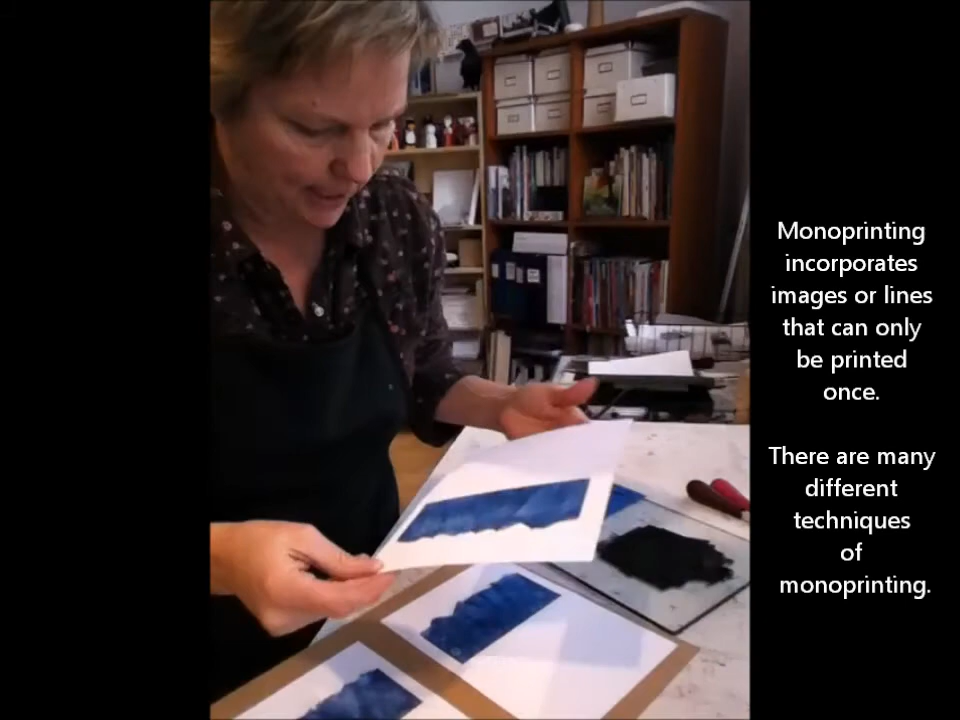 Monoprinting
incorporates
images or lines
that can only
be printed
once.
There are many
different
techniques
of
monoprinting.